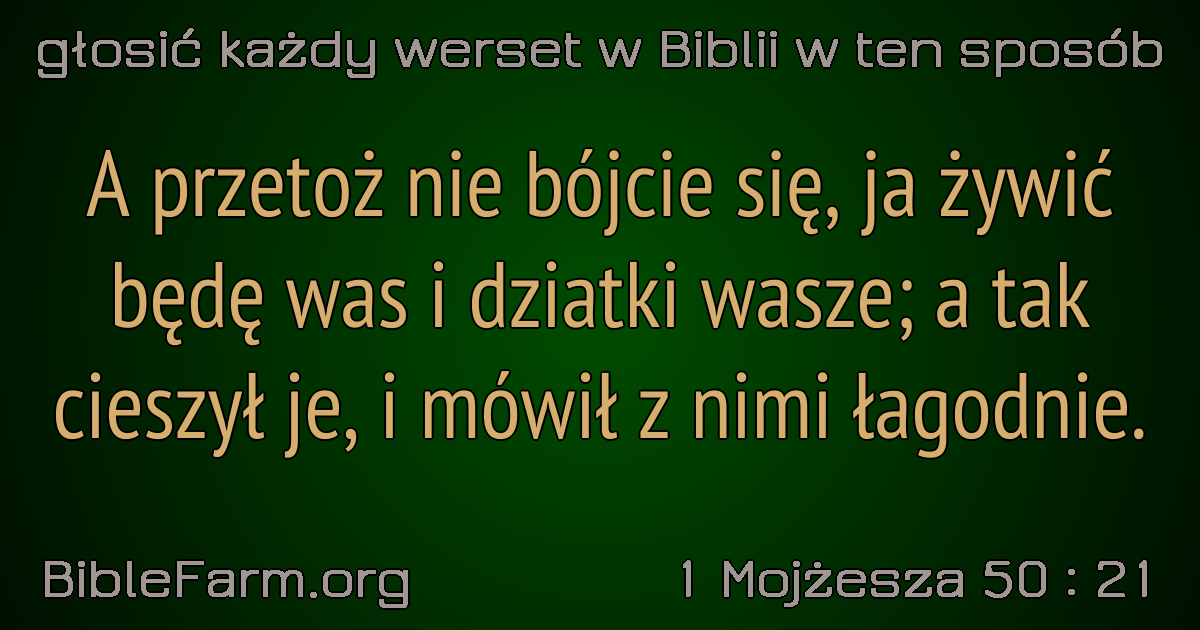 głosić każdy werset w Biblii w ten sposób
A przetoż nie bójcie się, ja żywić
będę was i dziatki wasze; a tak
cieszył je, i mówił z nimi łagodnie.
BibleFarm.org
1 Mojżesza 50 : 21